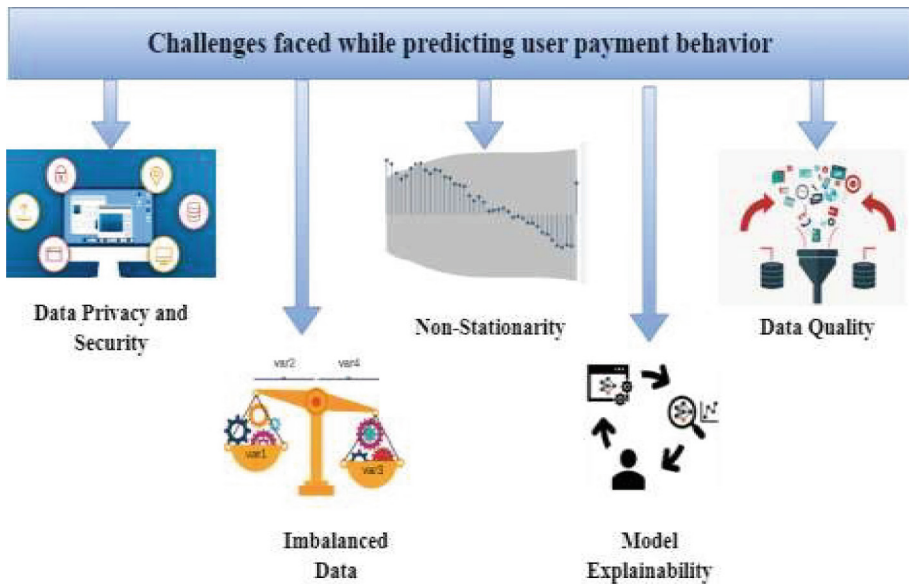 Challenges faced while predicting user payment behavior
Data Privacy and
Security
Non-Stationarity
Data Quality
var2
var4
var1
var3
Imbalanced
Data
Model
Explainability